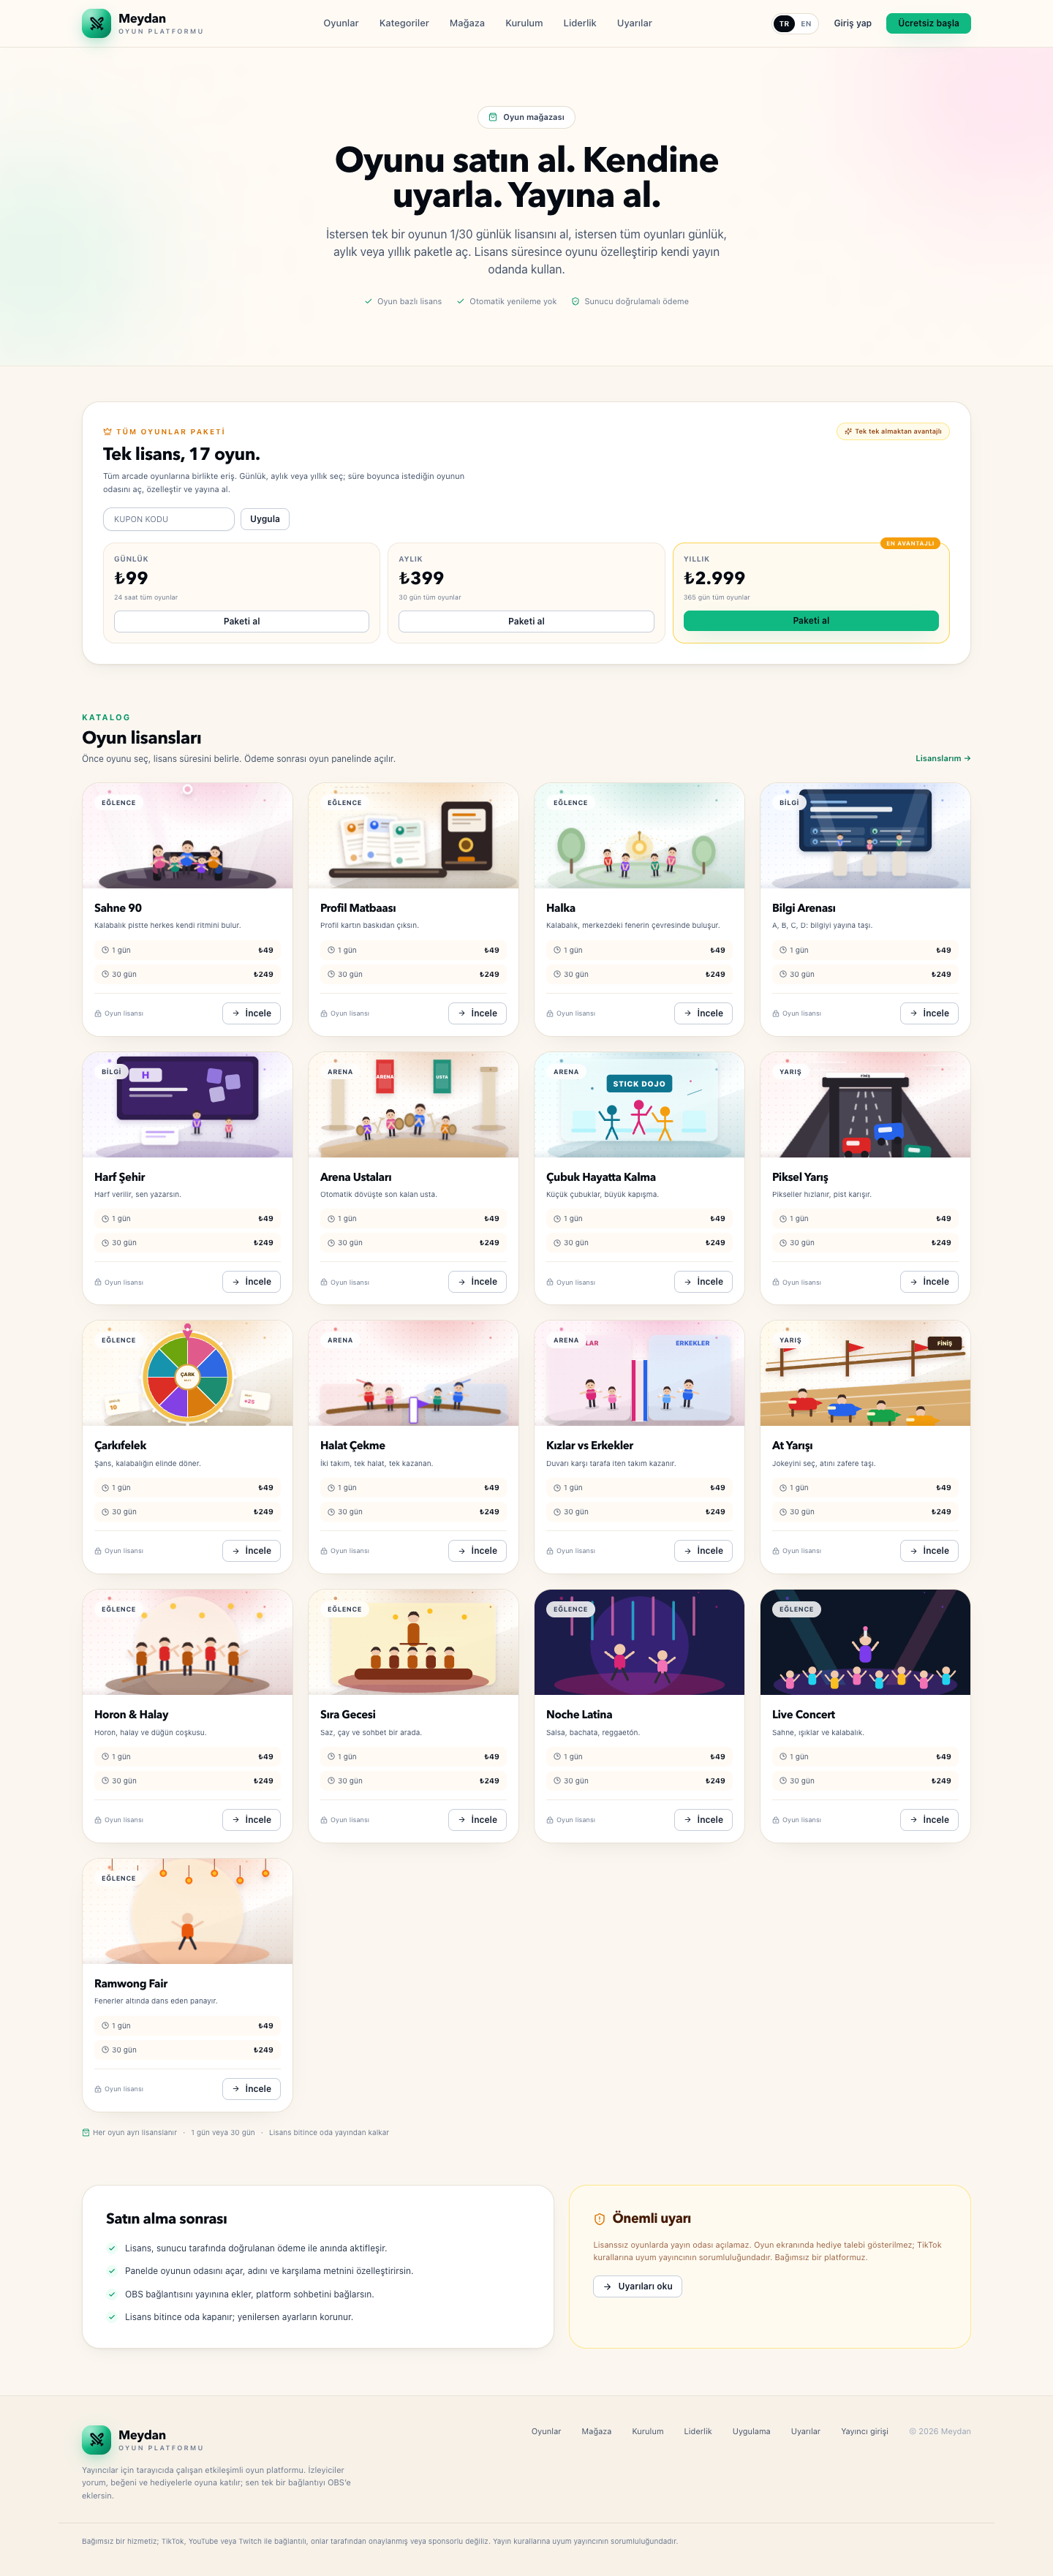 Meydan
OYUN PLATFORMU
Oyunlar
Kategoriler
Mağaza
Kurulum
Liderlik
Uyarılar
TR
EN
Giriş yap
Ücretsiz başla
Oyun mağazası
Oyunu satın al. Kendine
uyarla. Yayına al.
İstersen tek bir oyunun 1/30 günlük lisansını al, istersen tüm oyunları günlük,
aylık veya yıllık paketle aç. Lisans süresince oyunu özelleştirip kendi yayın
odanda kullan.
Oyun bazlı lisans
Otomatik yenileme yok
Sunucu doğrulamalı ödeme
TÜM OYUNLAR PAKETİ
Tek tek almaktan avantajlı
Tek lisans, 17 oyun.
Tüm arcade oyunlarına birlikte eriş. Günlük, aylık veya yıllık seç; süre boyunca istediğin oyunun
odasını aç, özelleştir ve yayına al.
KUPON KODU
Uygula
GÜNLÜK
₺99
24 saat tüm oyunlar
Paketi al
AYLIK
₺399
30 gün tüm oyunlar
Paketi al
EN AVANTAJLI
YILLIK
₺2.999
365 gün tüm oyunlar
Paketi al
KATALOG
Oyun lisansları
Önce oyunu seç, lisans süresini belirle. Ödeme sonrası oyun panelinde açılır.
Lisanslarım →
EĞLENCE
Sahne 90
Kalabalık pistte herkes kendi ritmini bulur.
1 gün ₺49
30 gün ₺249
Oyun lisansı
İncele
EĞLENCE
Profil Matbaası
Profil kartın baskıdan çıksın.
1 gün ₺49
30 gün ₺249
Oyun lisansı
İncele
EĞLENCE
Halka
Kalabalık, merkezdeki fenerin çevresinde buluşur.
1 gün ₺49
30 gün ₺249
Oyun lisansı
İncele
BİLGİ
Bilgi Arenası
A, B, C, D: bilgiyi yayına taşı.
1 gün ₺49
30 gün ₺249
Oyun lisansı
İncele
BİLGİ
H
Harf Şehir
Harf verilir, sen yazarsın.
1 gün ₺49
30 gün ₺249
Oyun lisansı
İncele
ARENA
ARENA
USTA
Arena Ustaları
Otomatik dövüşte son kalan usta.
1 gün ₺49
30 gün ₺249
Oyun lisansı
İncele
ARENA
STICK DOJO
Çubuk Hayatta Kalma
Küçük çubuklar, büyük kapışma.
1 gün ₺49
30 gün ₺249
Oyun lisansı
İncele
YARIŞ
Piksel Yarış
Pikseller hızlanır, pist karışır.
1 gün ₺49
30 gün ₺249
Oyun lisansı
İncele
EĞLENCE
ÇARK
10
+25
Çarkıfelek
Şans, kalabalığın elinde döner.
1 gün ₺49
30 gün ₺249
Oyun lisansı
İncele
ARENA
Halat Çekme
İki takım, tek halat, tek kazanan.
1 gün ₺49
30 gün ₺249
Oyun lisansı
İncele
ARENA
LAR
ERKEKLER
Kızlar vs Erkekler
Duvarı karşı tarafa iten takım kazanır.
1 gün ₺49
30 gün ₺249
Oyun lisansı
İncele
YARIŞ
FİNİŞ
At Yarışı
Jokeyini seç, atını zafere taşı.
1 gün ₺49
30 gün ₺249
Oyun lisansı
İncele
EĞLENCE
Horon & Halay
Horon, halay ve düğün coşkusu.
1 gün ₺49
30 gün ₺249
Oyun lisansı
İncele
EĞLENCE
Sıra Gecesi
Saz, çay ve sohbet bir arada.
1 gün ₺49
30 gün ₺249
Oyun lisansı
İncele
EĞLENCE
Noche Latina
Salsa, bachata, reggaetón.
1 gün ₺49
30 gün ₺249
Oyun lisansı
İncele
EĞLENCE
Live Concert
Sahne, ışıklar ve kalabalık.
1 gün ₺49
30 gün ₺249
Oyun lisansı
İncele
EĞLENCE
Ramwong Fair
Fenerler altında dans eden panayır.
1 gün ₺49
30 gün ₺249
Oyun lisansı
İncele
Her oyun ayrı lisanslanır · 1 gün veya 30 gün · Lisans bitince oda yayından kalkar
Satın alma sonrası
Lisans, sunucu tarafında doğrulanan ödeme ile anında aktifleşir.
Panelde oyunun odasını açar, adını ve karşılama metnini özelleştirirsin.
OBS bağlantısını yayınına ekler, platform sohbetini bağlarsın.
Lisans bitince oda kapanır; yenilersen ayarların korunur.
Önemli uyarı
Lisanssız oyunlarda yayın odası açılamaz. Oyun ekranında hediye talebi gösterilmez; TikTok
kurallarına uyum yayıncının sorumluluğundadır. Bağımsız bir platformuz.
Uyarıları oku
Meydan
OYUN PLATFORMU
Yayıncılar için tarayıcıda çalışan etkileşimli oyun platformu. İzleyiciler
yorum, beğeni ve hediyelerle oyuna katılır; sen tek bir bağlantıyı OBS'e
eklersin.
Oyunlar
Mağaza
Kurulum
Liderlik
Uygulama
Uyarılar
Yayıncı girişi
© 2026 Meydan
Bağımsız bir hizmetiz; TikTok, YouTube veya Twitch ile bağlantılı, onlar tarafından onaylanmış veya sponsorlu değiliz. Yayın kurallarına uyum yayıncının sorumluluğundadır.